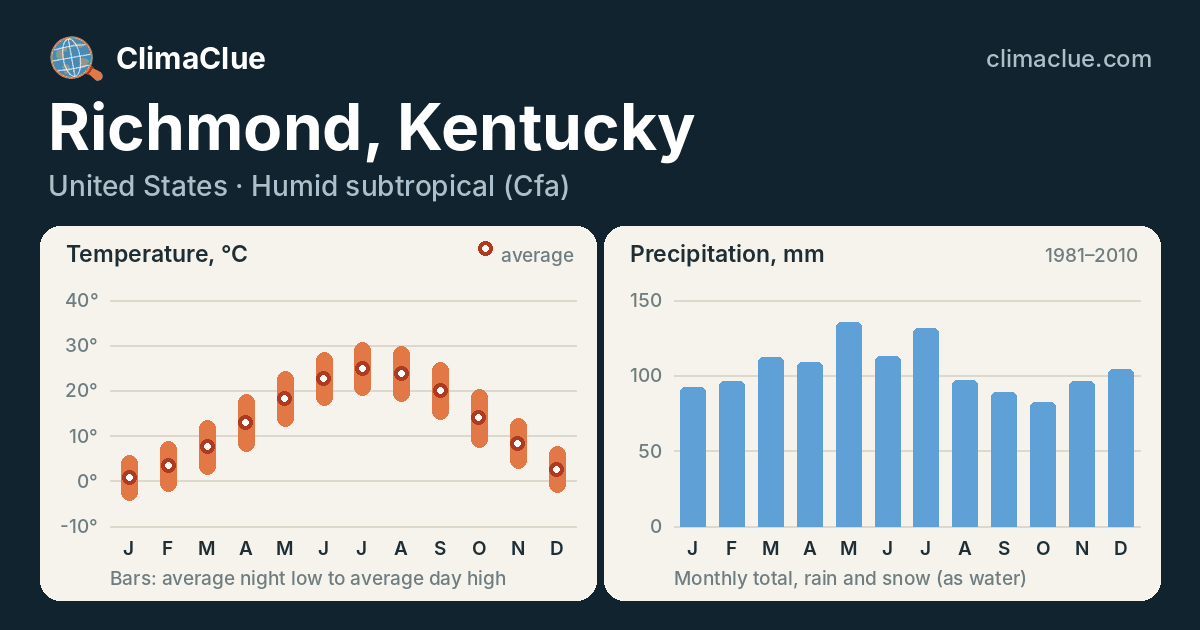 ClimaClue
climaclue.com
Richmond, Kentucky
United States · Humid subtropical (Cfa)
Temperature, °C
average
40°
30°
20°
10°
0°
-10°
J F M A M J J A S O N D
Bars: average night low to average day high
Precipitation, mm
1981–2010
150
100
50
0
J F M A M J J A S O N D
Monthly total, rain and snow (as water)